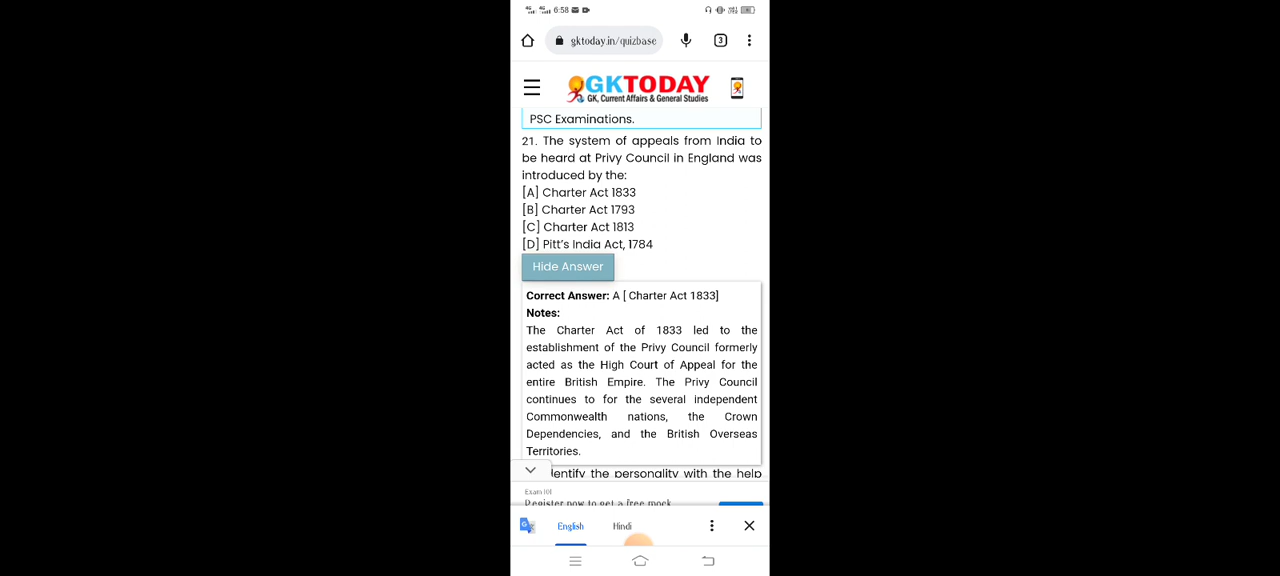 6:58
gktoday.in/quizbase
3
GKTODAY
GK, Current Affairs & General Studies
PSC Examinations.
21. The system of appeals from India to
be heard at Privy Council in England was
introduced by the:
[A] Charter Act 1833
[B] Charter Act 1793
[C] Charter Act 1813
[D] Pitt's India Act, 1784
Hide Answer
Correct Answer: A [ Charter Act 1833]
Notes:
The Charter Act of 1833 led to the
establishment of the Privy Council formerly
acted as the High Court of Appeal for the
entire British Empire. The Privy Council
continues to for the several independent
Commonwealth nations, the Crown
Dependencies, and the British Overseas
Territories.
entify the personality with the help
Exam 101
Register now to get a free mock
English Hindi